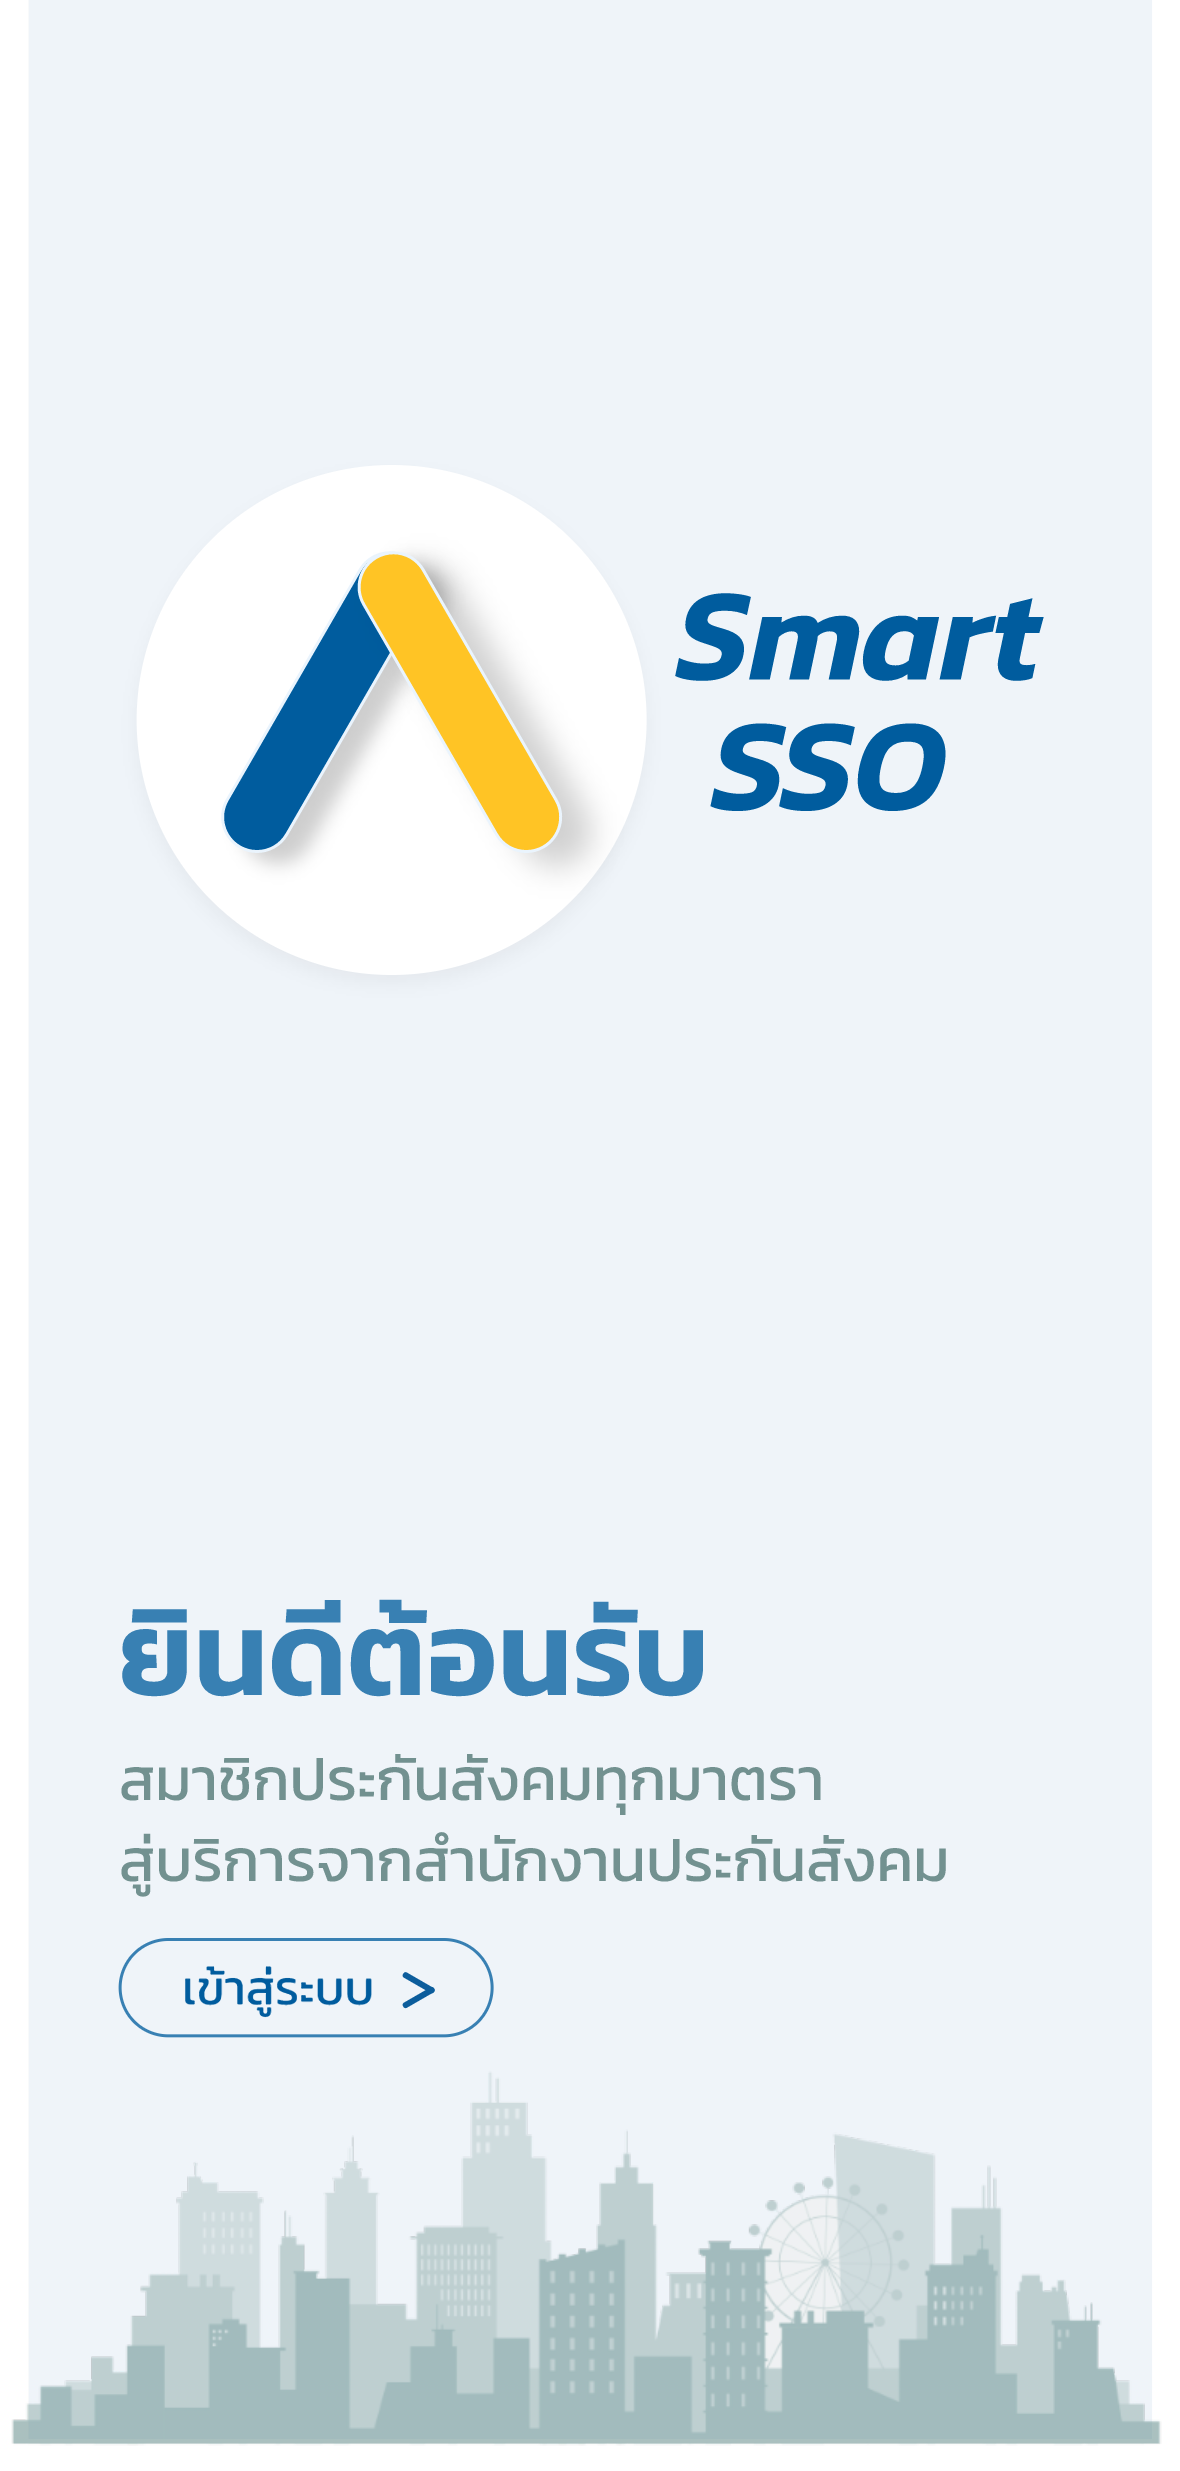 Smart
SSO
ยินดีต้อนรับ
สมาชิกประกันสังคมทุกมาตรา
สู่บริการจากสำนักงานประกันสังคม
เข้าสู่ระบบ >